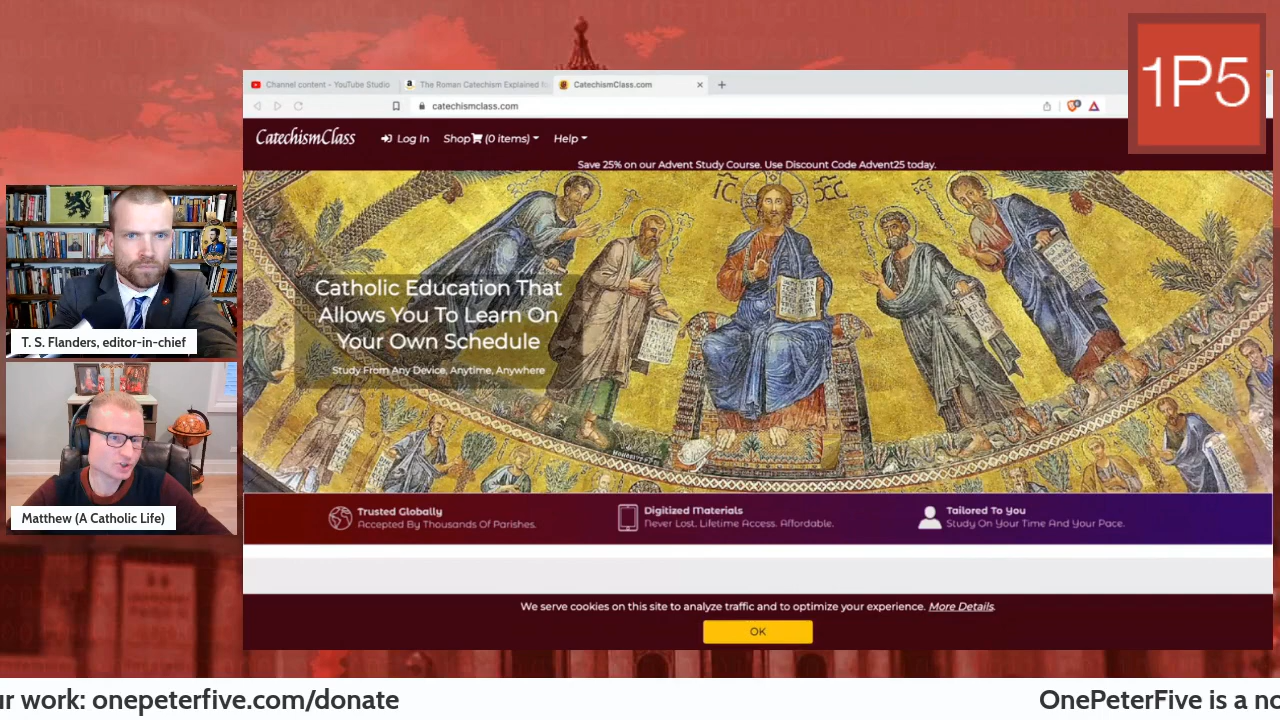 1P5
Channel content - YouTube Studio
The Roman Catechism Explained f
CatechismClass.com
catechismclass.com
CatechismClass
Log In
Shop (0 items)
Help
Save 25% on our Advent Study Course. Use Discount Code Advent25 today.
Catholic Education That
Allows You To Learn On
Your Own Schedule
Study From Any Device, Anytime, Anywhere
T. S. Flanders, editor-in-chief
Matthew (A Catholic Life)
Trusted Globally
Accepted By Thousands Of Parishes.
Digitized Materials
Never Lost. Lifetime Access. Affordable.
Tailored To You
Study On Your Time And Your Pace.
We serve cookies on this site to analyze traffic and to optimize your experience. More Details.
OK
ur work: onepeterfive.com/donate
OnePeterFive is a no